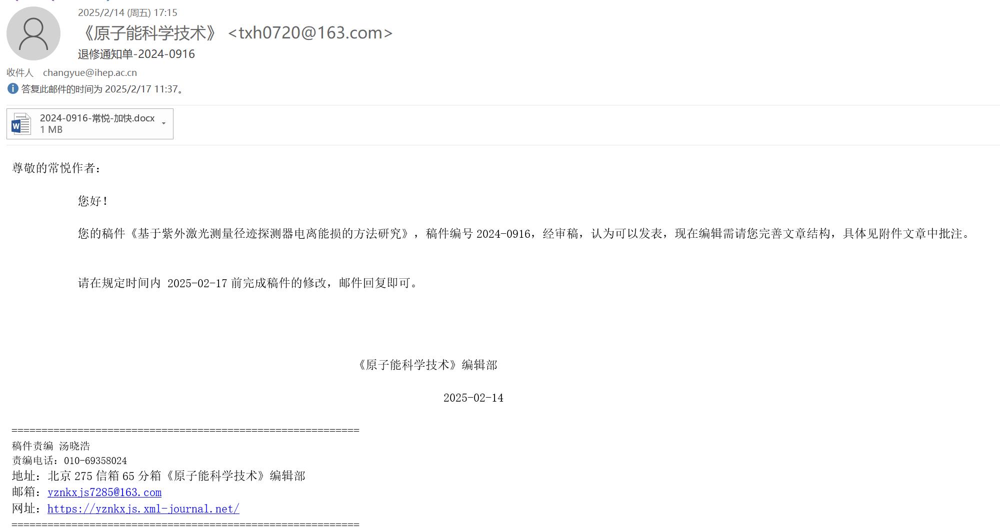 2025/2/14 (周五) 17:15
《原子能科学技术》 <txh0720@163.com>
退修通知单-2024-0916
收件人 changyue@ihep.ac.cn
答复此邮件的时间为 2025/2/17 11:37。
2024-0916-常悦-加快.docx
1 MB
尊敬的常悦作者：
您好！
您的稿件《基于紫外激光测量径迹探测器电离能损的方法研究》，稿件编号 2024-0916，经审稿，认为可以发表，现在编辑需请您完善文章结构，具体见附件文章中批注。
请在规定时间内 2025-02-17 前完成稿件的修改，邮件回复即可。
《原子能科学技术》编辑部
2025-02-14
==========================================================
稿件责编 汤晓浩
责编电话：010-69358024
地址：北京 275 信箱 65 分箱《原子能科学技术》编辑部
邮箱：yznkxjs7285@163.com
网址：https://yznkxjs.xml-journal.net/
==========================================================